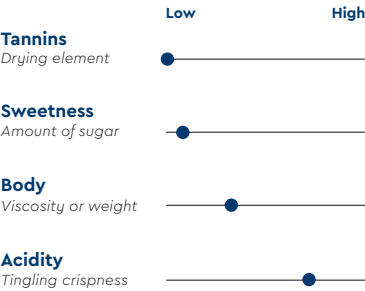 Low High
Tannins
Drying element
Sweetness
Amount of sugar
Body
Viscosity or weight
Acidity
Tingling crispness